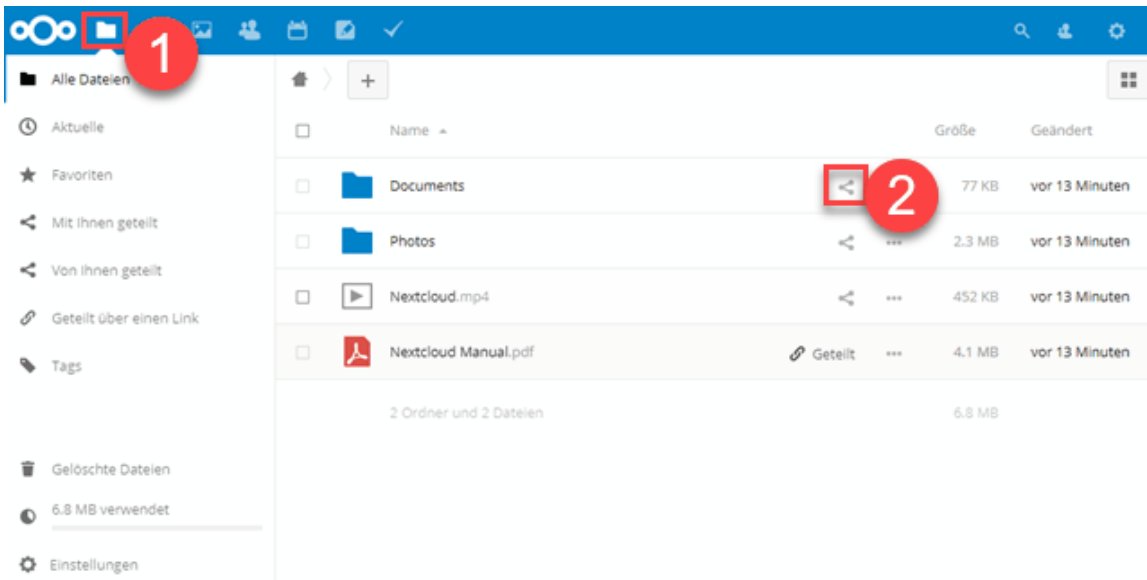 1
Alle Dateien
Aktuelle
Favoriten
Mit Ihnen geteilt
Von Ihnen geteilt
Geteilt über einen Link
Tags
Gelöschte Dateien
6.8 MB verwendet
Einstellungen
Name Größe Geändert
Documents 2 77 KB vor 13 Minuten
Photos 2.3 MB vor 13 Minuten
Nextcloud.mp4 452 KB vor 13 Minuten
Nextcloud Manual.pdf Geteilt 4.1 MB vor 13 Minuten
2 Ordner und 2 Dateien 6.8 MB